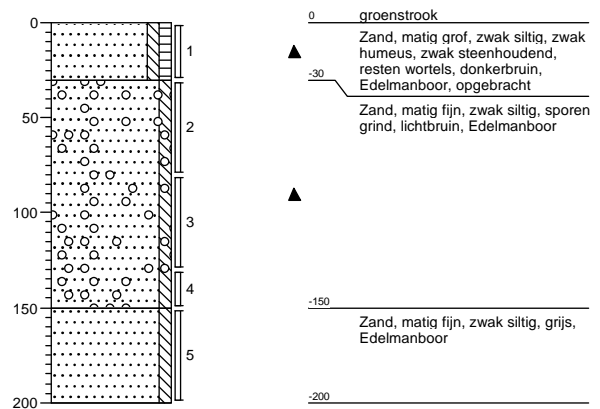 0
50
100
150
200
1
2
3
4
5
0
groenstrook
Zand, matig grof, zwak siltig, zwak
humeus, zwak steenhoudend,
resten wortels, donkerbruin,
Edelmanboor, opgebracht
-30
Zand, matig fijn, zwak siltig, sporen
grind, lichtbruin, Edelmanboor
-150
Zand, matig fijn, zwak siltig, grijs,
Edelmanboor
-200